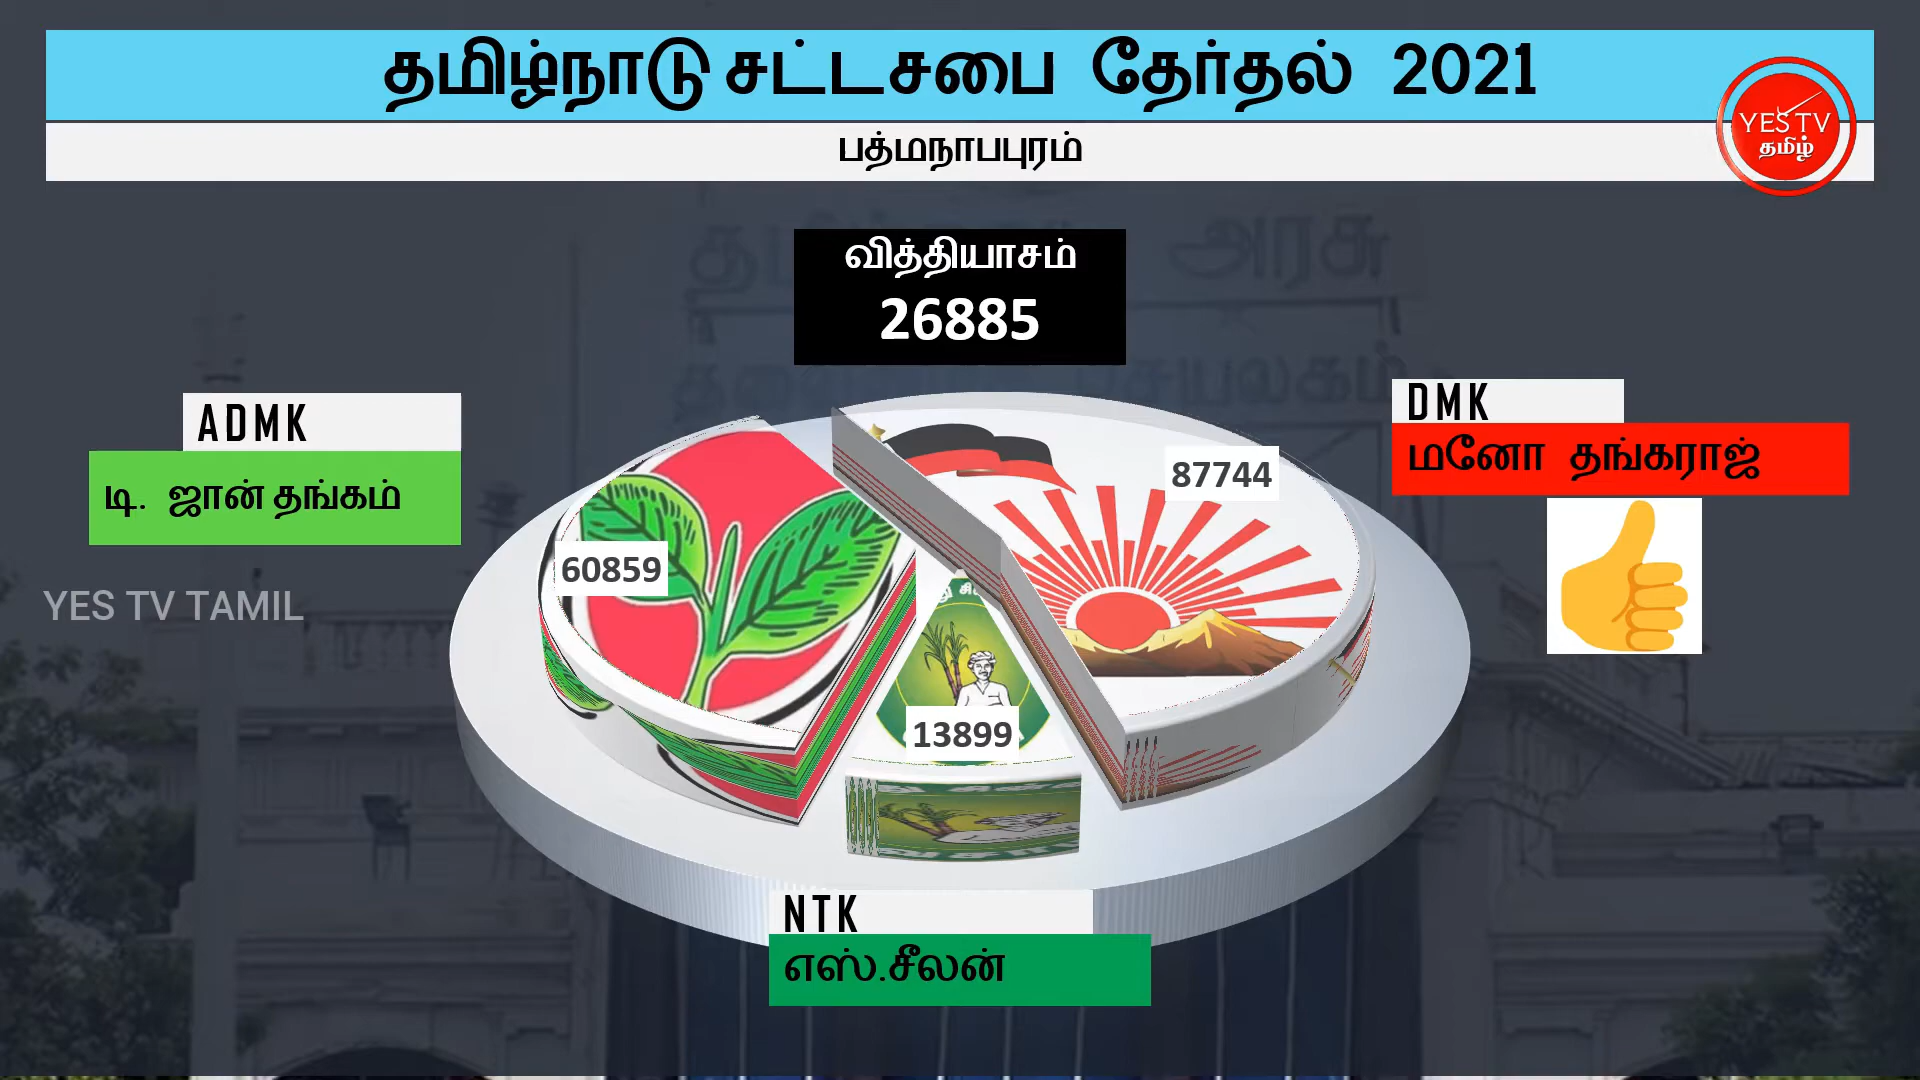 தமிழ்நாடு சட்டசபை தேர்தல் 2021
பத்மநாபபுரம்
YES TV
தமிழ்
வித்தியாசம்
26885
அரசு
ADMK
டி. ஜான் தங்கம்
DMK
மனோ தங்கராஜ்
87744
60859
13899
YES TV TAMIL
NTK
எஸ்.சீலன்